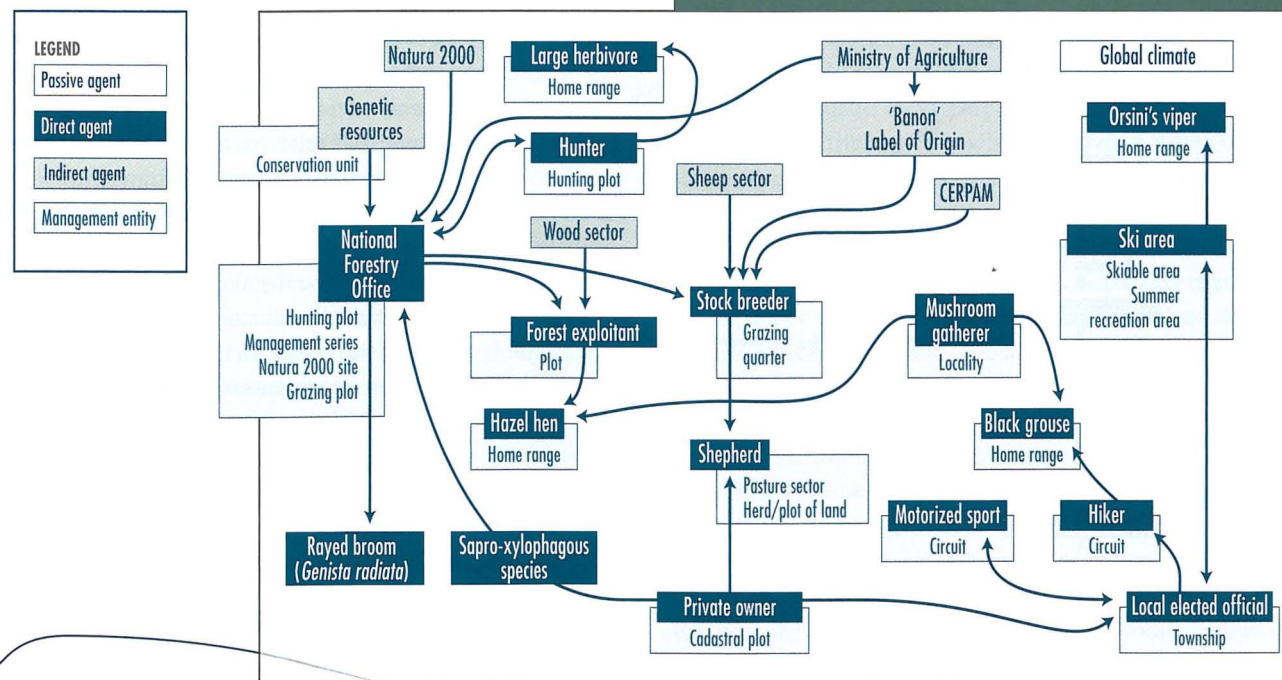 LEGEND
Passive agent
Direct agent
Indirect agent
Management entity
Natura 2000
Large herbivore
Home range
Ministry of Agriculture
Global climate
Genetic
resources
Conservation unit
Hunter
Hunting plot
'Banon'
Label of Origin
Orsini's viper
Home range
Sheep sector
CERPAM
Wood sector
National
Forestry
Office
Hunting plot
Management series
Natura 2000 site
Grazing plot
Ski area
Skiable area
Summer
recreation area
Stock breeder
Grazing
quarter
Mushroom
gatherer
Locality
Forest exploitant
Plot
Hazel hen
Home range
Black grouse
Home range
Shepherd
Pasture sector
Herd/plot of land
Motorized sport
Circuit
Hiker
Circuit
Rayed broom
(Genista radiata)
Sapro-xylophagous
species
Private owner
Cadastral plot
Local elected official
Township